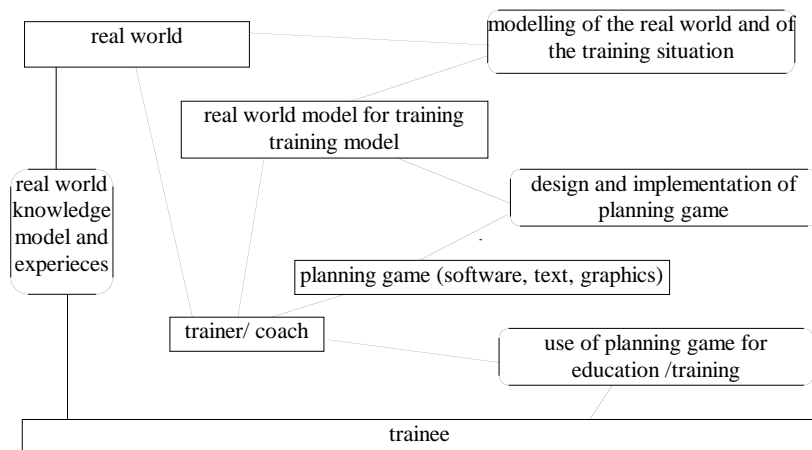 real world
modelling of the real world and of
the training situation
real world model for training
training model
real world
knowledge
model and
experieces
design and implementation of
planning game
planning game (software, text, graphics)
trainer/ coach
use of planning game for
education /training
trainee